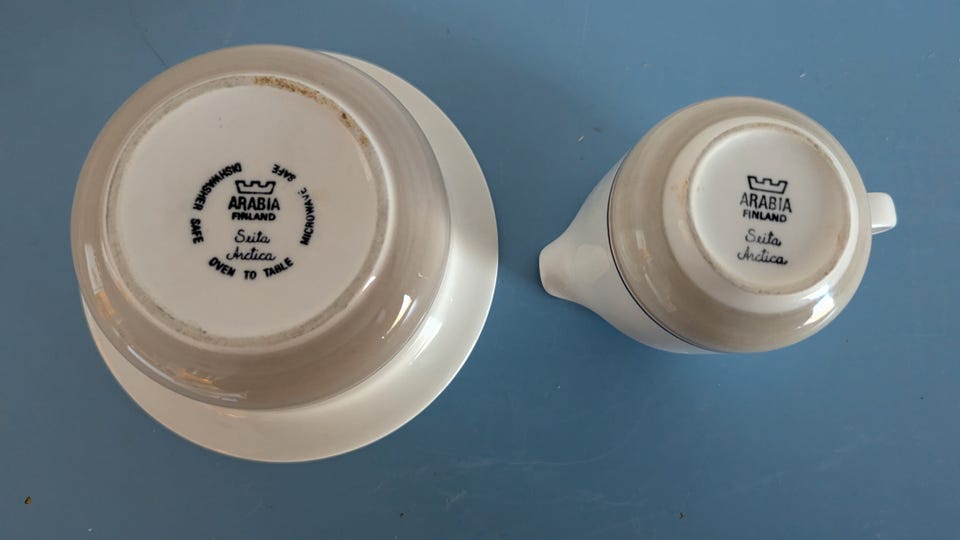 DISHWASHER SAFE
MICROWAVE SAFE
ARABIA
FINLAND
Seita
Arctica
OVEN TO TABLE
ARABIA
FINLAND
Seita
Arctica